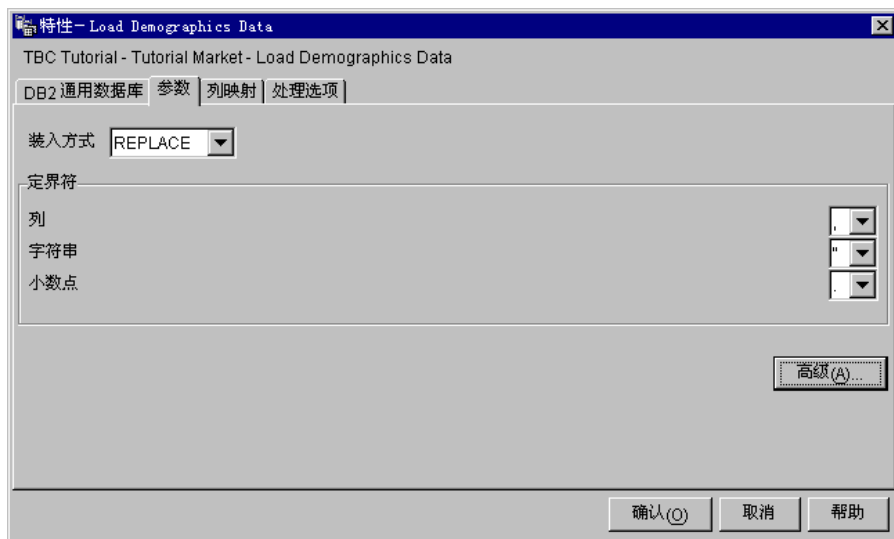 特性－Load Demographics Data
TBC Tutorial - Tutorial Market - Load Demographics Data
DB2 通用数据库 参数 列映射 处理选项
装入方式 REPLACE
定界符
列 ,
字符串 "
小数点 .
高级(A)...
确认(O) 取消 帮助